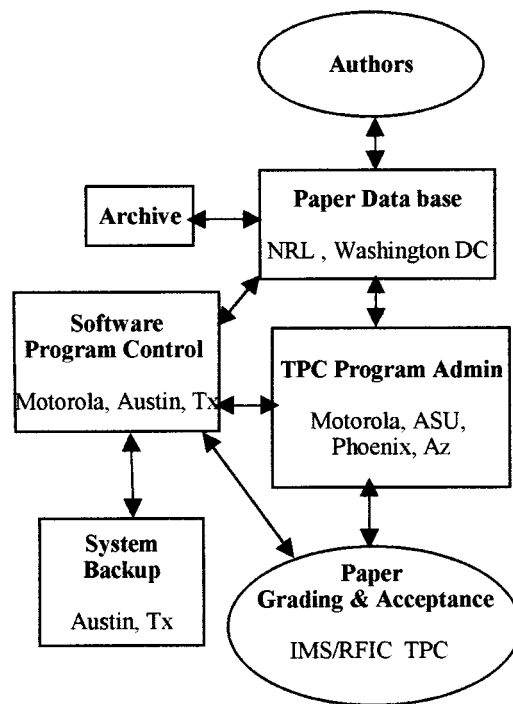 Authors
Paper Data base
NRL , Washington DC
Archive
Software
Program Control
Motorola, Austin, Tx
TPC Program Admin
Motorola, ASU,
Phoenix, Az
System
Backup
Austin, Tx
Paper
Grading & Acceptance
IMS/RFIC TPC